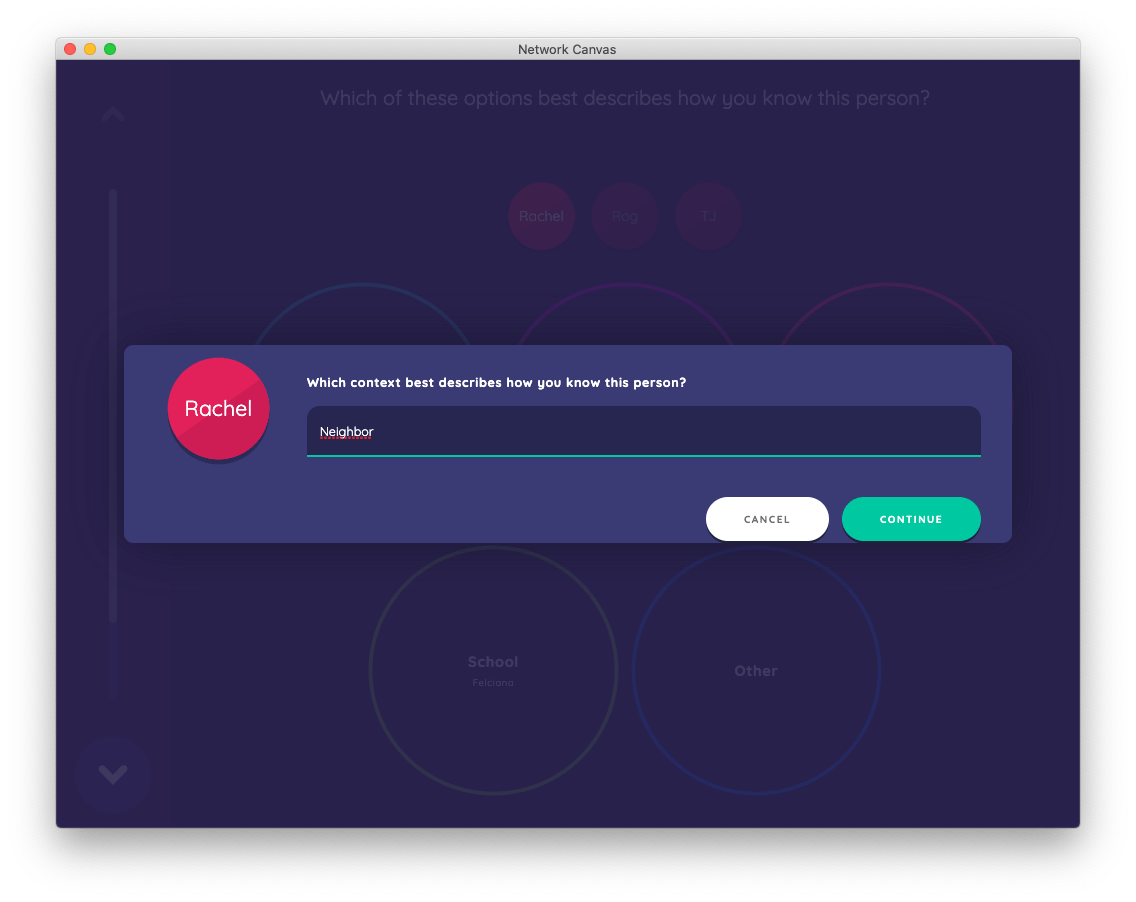 Network Canvas
Which of these options best describes how you know this person?
Rachel
TJ
Rachel
Which context best describes how you know this person?
Neighbor
CANCEL
CONTINUE
School
Felciana
Other